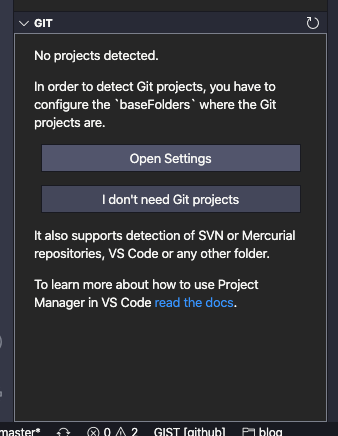 GIT
No projects detected.
In order to detect Git projects, you have to
configure the `baseFolders` where the Git
projects are.
Open Settings
I don't need Git projects
It also supports detection of SVN or Mercurial
repositories, VS Code or any other folder.
To learn more about how to use Project
Manager in VS Code read the docs.
master* 0 2 GIST [github] blog